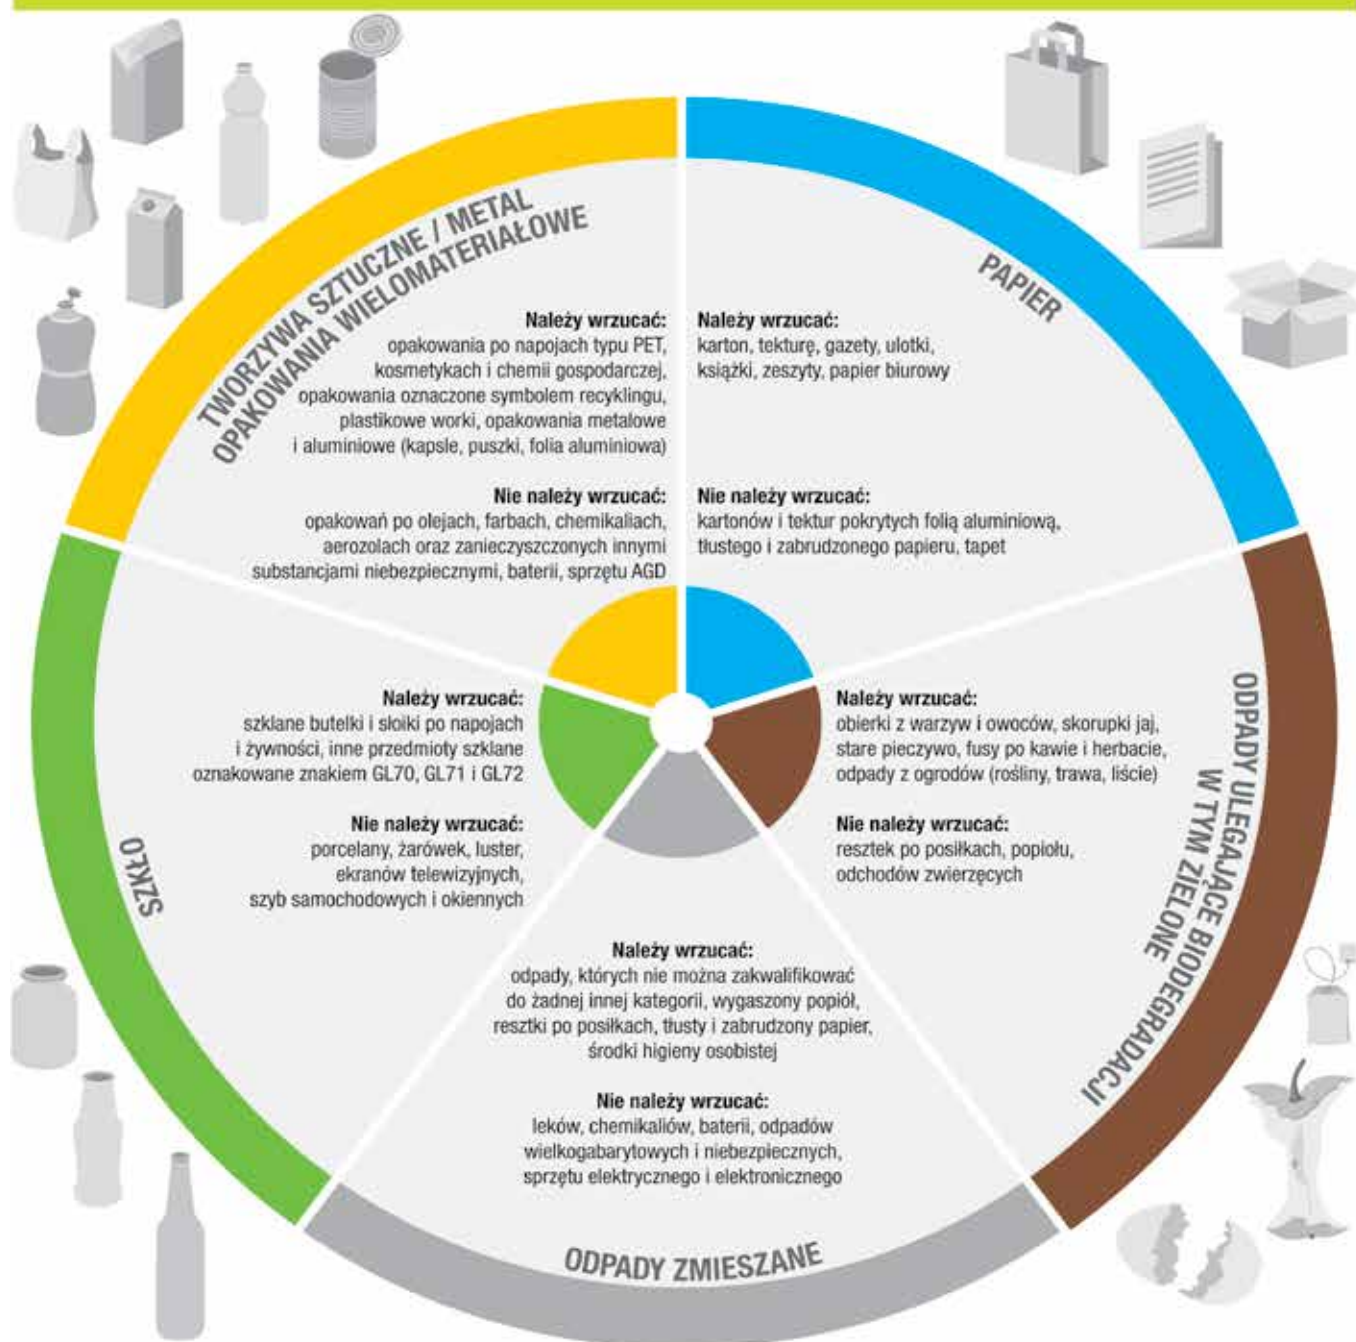 TWORZYWA SZTUCZNE / METAL
OPAKOWANIA WIELOMATERIAŁOWE
Należy wrzucać:
opakowania po napojach typu PET,
kosmetykach i chemii gospodarczej,
opakowania oznaczone symbolem recyklingu,
plastikowe worki, opakowania metalowe
i aluminiowe (kapsle, puszki, folia aluminiowa)
Nie należy wrzucać:
opakowań po olejach, farbach, chemikaliach,
aerozolach oraz zanieczyszczonych innymi
substancjami niebezpiecznymi, baterii, sprzętu AGD
PAPIER
Należy wrzucać:
karton, tekturę, gazety, ulotki,
książki, zeszyty, papier biurowy
Nie należy wrzucać:
kartonów i tektur pokrytych folią aluminiową,
tłustego i zabrudzonego papieru, tapet
SZKŁO
Należy wrzucać:
szklane butelki i słoiki po napojach
i żywności, inne przedmioty szklane
oznakowane znakiem GL70, GL71 i GL72
Nie należy wrzucać:
porcelany, żarówek, luster,
ekranów telewizyjnych,
szyb samochodowych i okiennych
ODPADY ULEGAJĄCE BIODEGRADACJI
W TYM ZIELONE
Należy wrzucać:
obierki z warzyw i owoców, skorupki jaj,
stare pieczywo, fusy po kawie i herbacie,
odpady z ogrodów (rośliny, trawa, liście)
Nie należy wrzucać:
resztek po posiłkach, popiołu,
odchodów zwierzęcych
Należy wrzucać:
odpady, których nie można zakwalifikować
do żadnej innej kategorii, wygaszony popiół,
resztki po posiłkach, tłusty i zabrudzony papier,
środki higieny osobistej
Nie należy wrzucać:
leków, chemikaliów, baterii, odpadów
wielkogabarytowych i niebezpiecznych,
sprzętu elektrycznego i elektronicznego
ODPADY ZMIESZANE